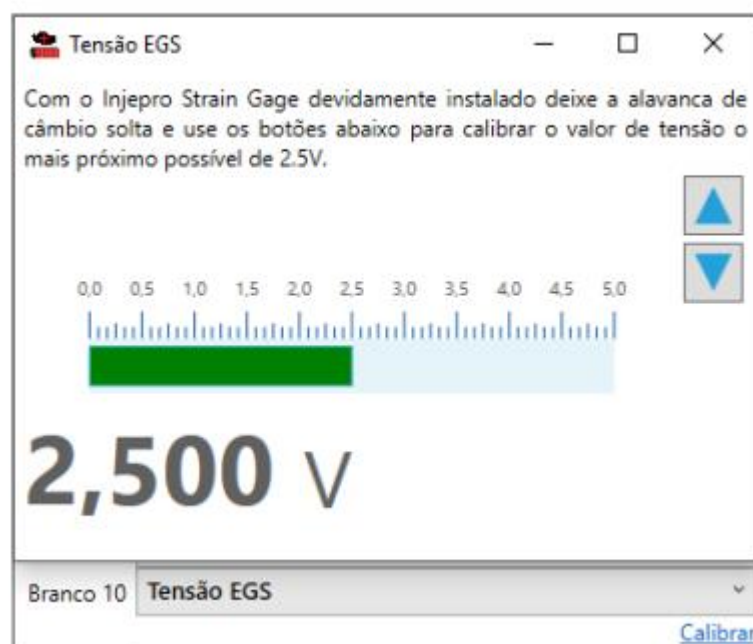 Tensão EGS
Com o Injepro Strain Gage devidamente instalado deixe a alavanca de
câmbio solta e use os botões abaixo para calibrar o valor de tensão o
mais próximo possível de 2.5V.
0,0 0,5 1,0 1,5 2,0 2,5 3,0 3,5 4,0 4,5 5,0
2,500 V
Branco 10 Tensão EGS
Calibrar